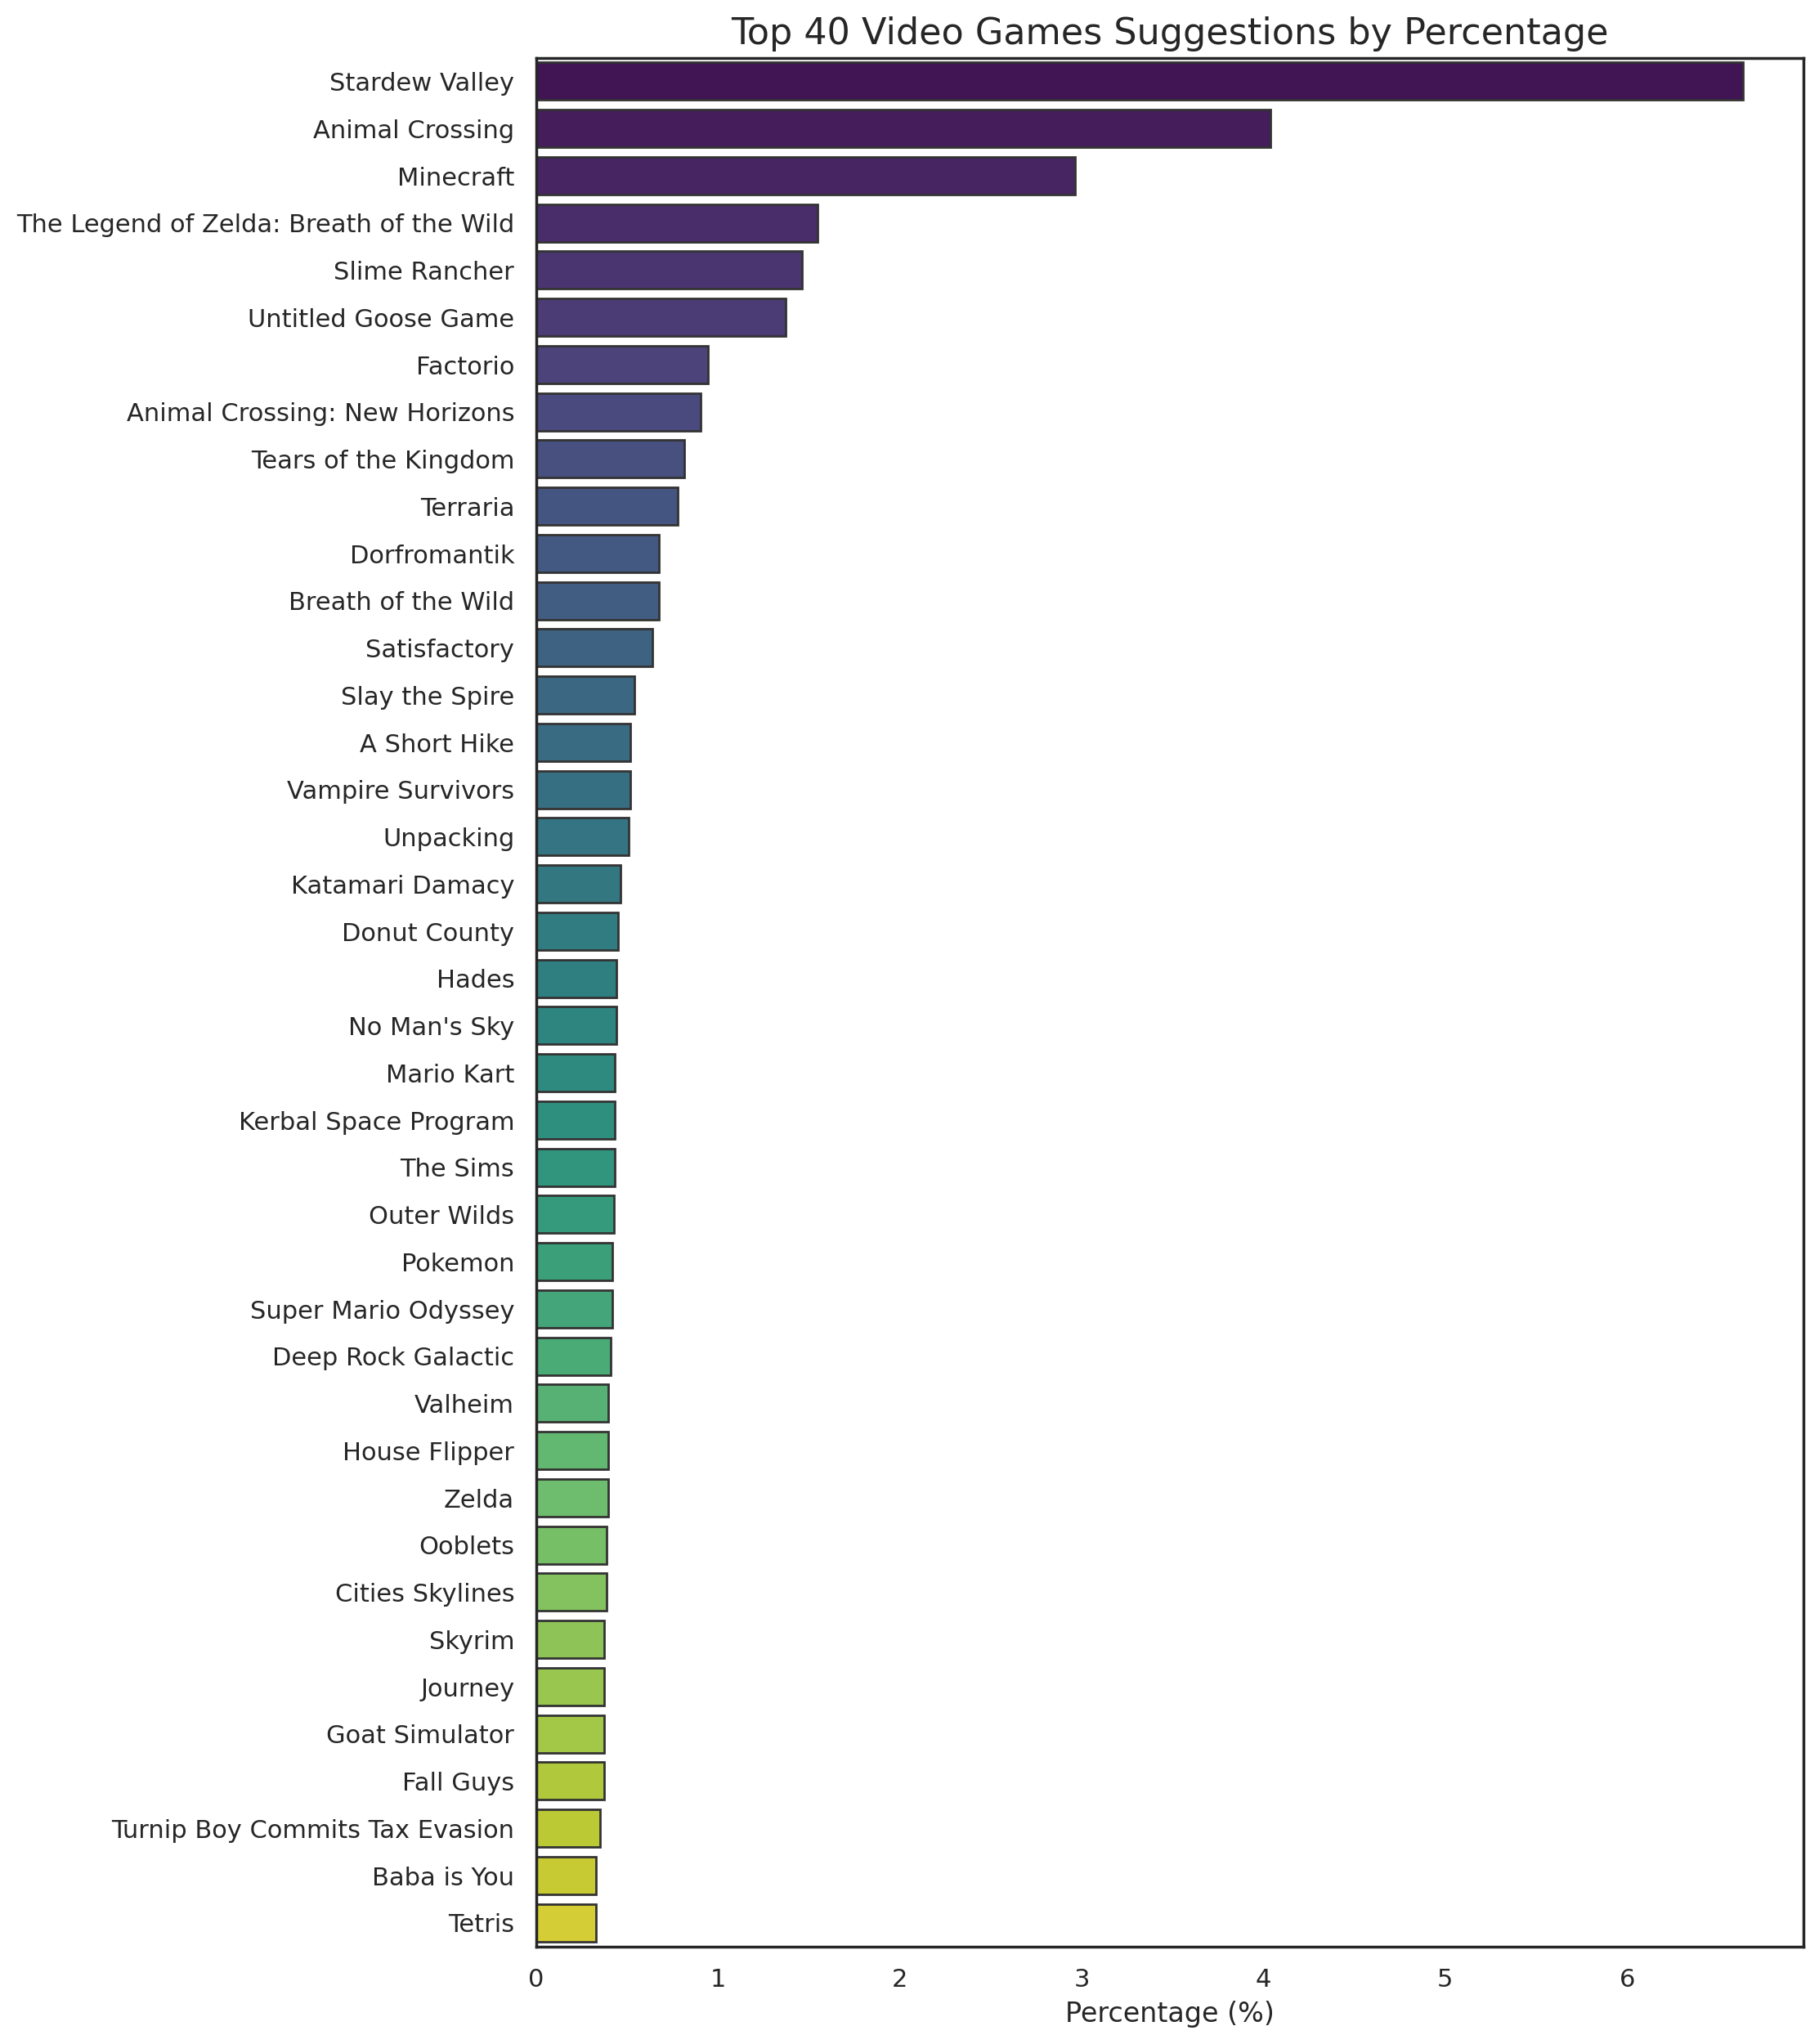 Top 40 Video Games Suggestions by Percentage
Stardew Valley
Animal Crossing
Minecraft
The Legend of Zelda: Breath of the Wild
Slime Rancher
Untitled Goose Game
Factorio
Animal Crossing: New Horizons
Tears of the Kingdom
Terraria
Dorfromantik
Breath of the Wild
Satisfactory
Slay the Spire
A Short Hike
Vampire Survivors
Unpacking
Katamari Damacy
Donut County
Hades
No Man's Sky
Mario Kart
Kerbal Space Program
The Sims
Outer Wilds
Pokemon
Super Mario Odyssey
Deep Rock Galactic
Valheim
House Flipper
Zelda
Ooblets
Cities Skylines
Skyrim
Journey
Goat Simulator
Fall Guys
Turnip Boy Commits Tax Evasion
Baba is You
Tetris
0 1 2 3 4 5 6
Percentage (%)